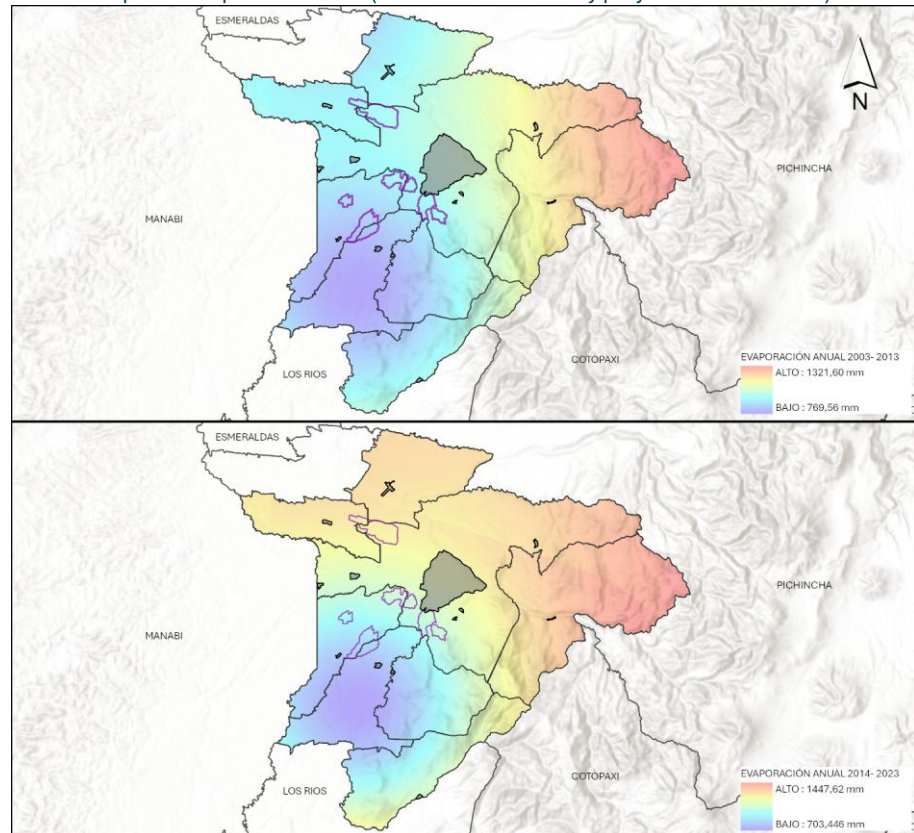 ESMERALDAS
N
PICHINCHA
MANABI
LOS RIOS
COTOPAXI
EVAPORACIÓN ANUAL 2003- 2013
ALTO : 1321,60 mm
BAJO : 769,56 mm
ESMERALDAS
PICHINCHA
MANABI
LOS RIOS
COTOPAXI
EVAPORACIÓN ANUAL 2014- 2023
ALTO : 1447,62 mm
BAJO : 703,446 mm